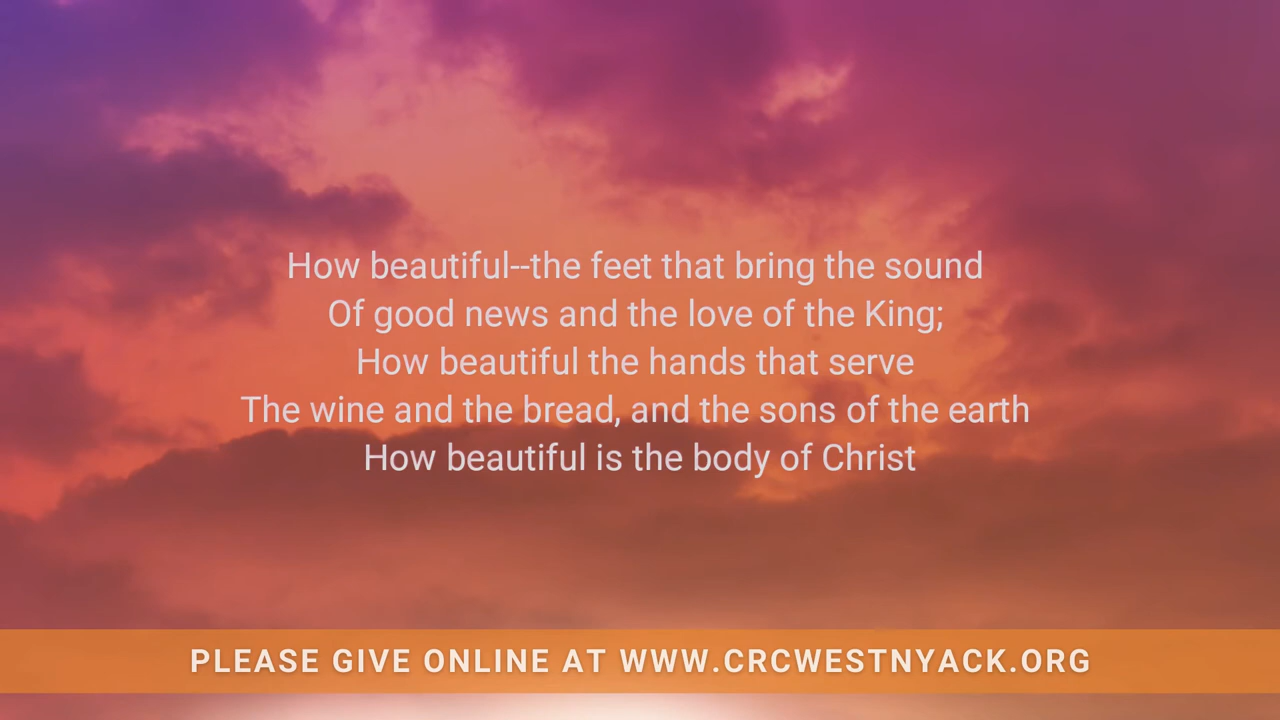 How beautiful--the feet that bring the sound
Of good news and the love of the King;
How beautiful the hands that serve
The wine and the bread, and the sons of the earth
How beautiful is the body of Christ
PLEASE GIVE ONLINE AT WWW.CRCWESTNYACK.ORG